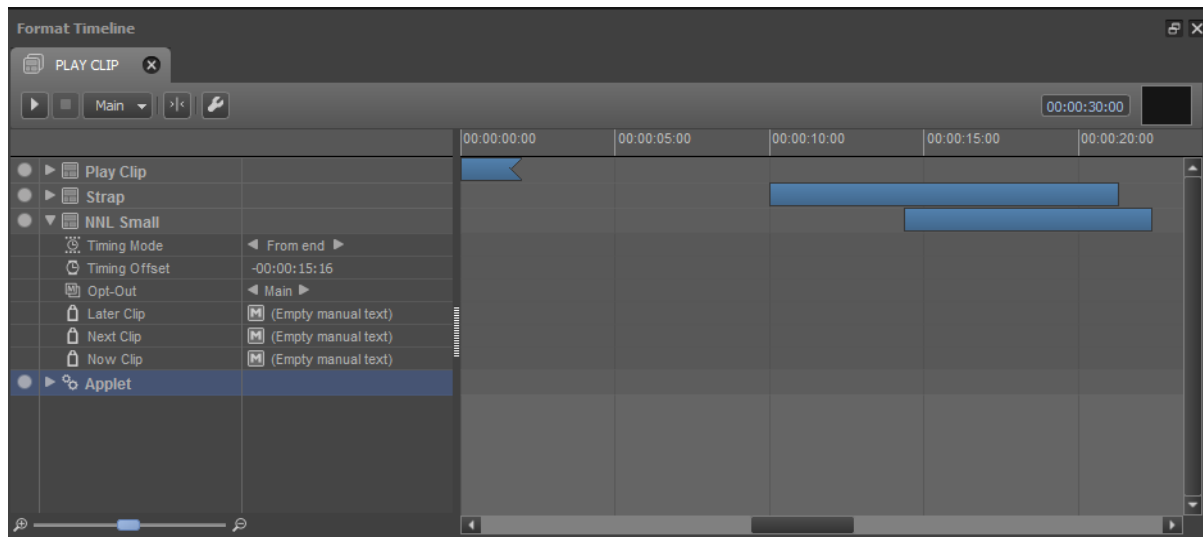 Format Timeline
PLAY CLIP
Main
00:00:30:00
00:00:00:00 00:00:05:00 00:00:10:00 00:00:15:00 00:00:20:00
Play Clip
Strap
NNL Small
Timing Mode From end
Timing Offset -00:00:15:16
Opt-Out Main
Later Clip M (Empty manual text)
Next Clip M (Empty manual text)
Now Clip M (Empty manual text)
Applet